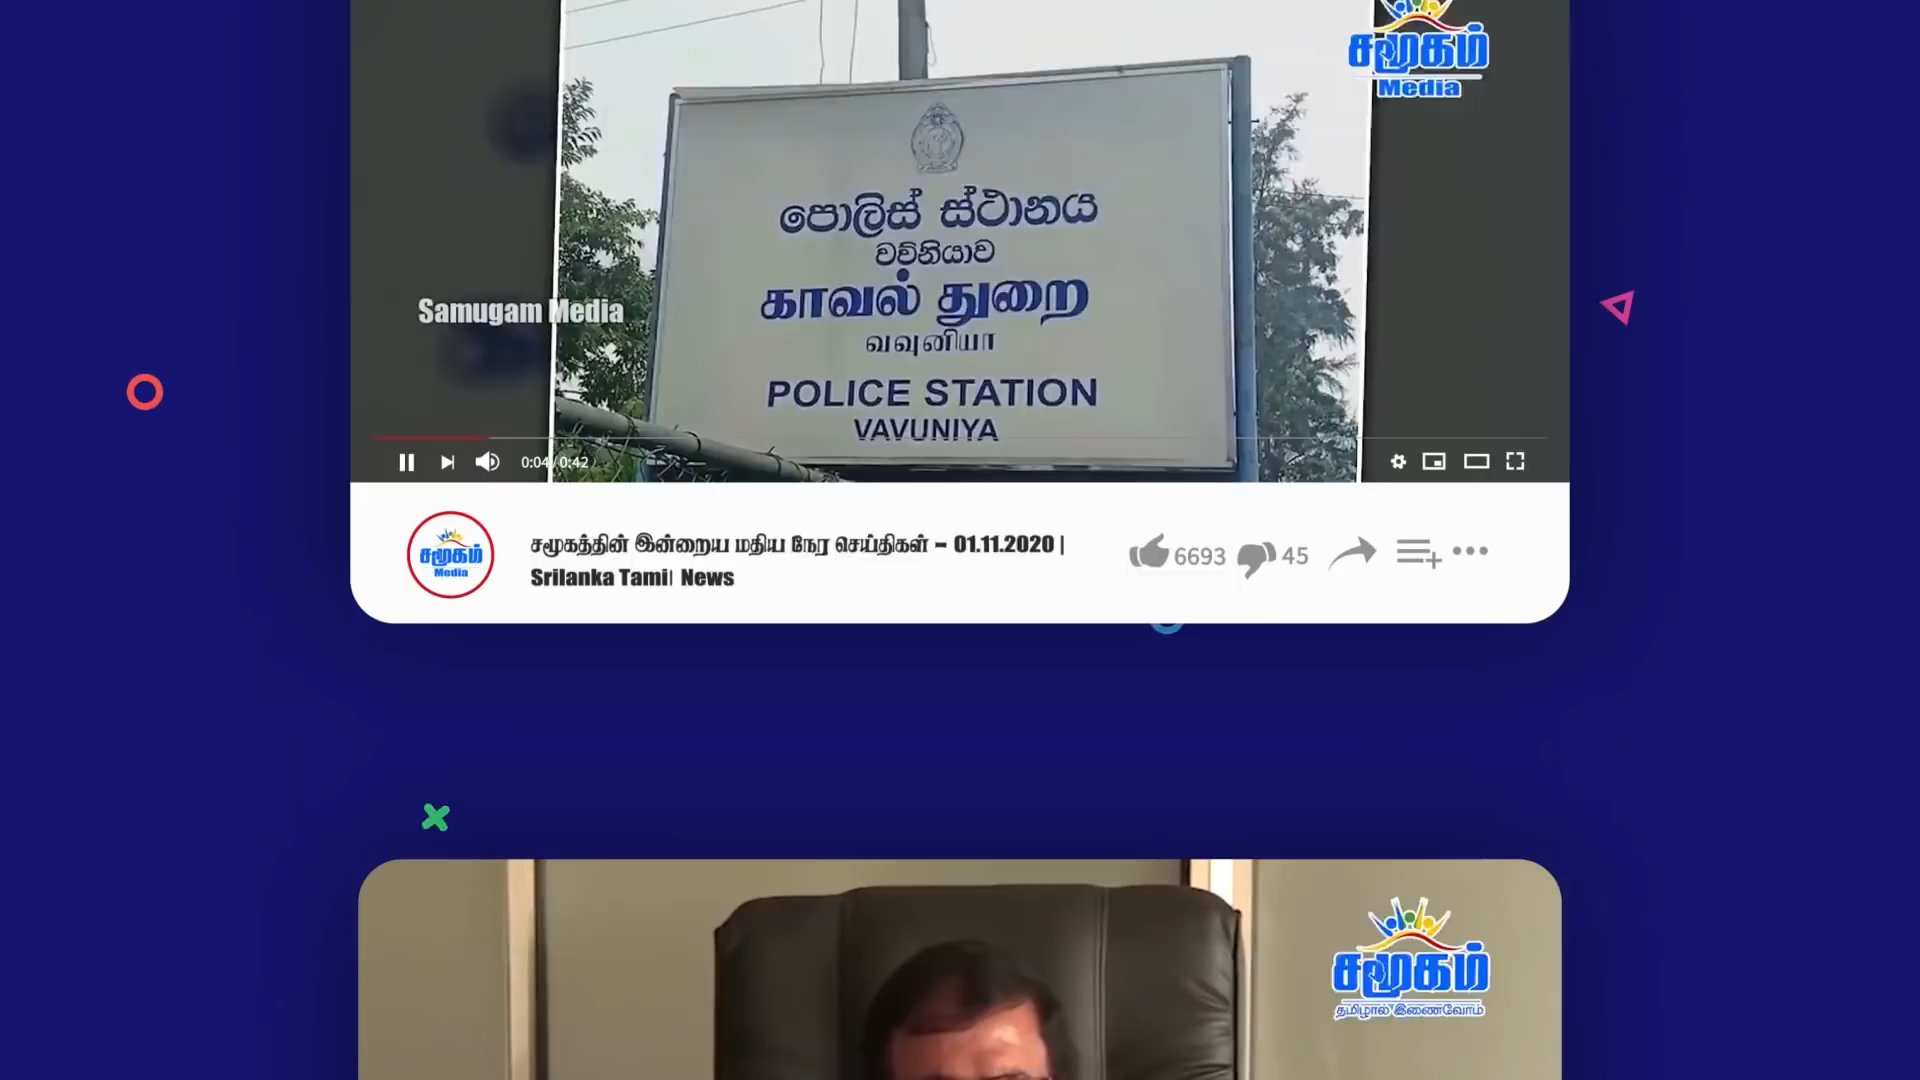 சமூகம்
Media
පොලිස් ස්ථානය
වව්නියාව
காவல் துறை
வவுனியா
POLICE STATION
VAVUNIYA
Samugam Media
0:04/0:42
சமூகம்
Media
சமூகத்தின் இன்றைய மதிய நேர செய்திகள் – 01.11.2020 |
Srilanka Tamil News
6693
45
சமூகம்
தமிழால் இணைவோம்